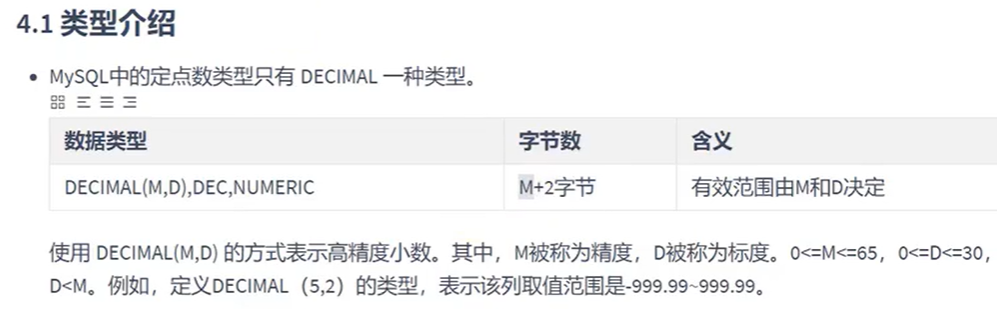 4.1 类型介绍
MySQL中的定点数类型只有 DECIMAL 一种类型。
数据类型 字节数 含义
DECIMAL(M,D),DEC,NUMERIC M+2字节 有效范围由M和D决定
使用 DECIMAL(M,D) 的方式表示高精度小数。其中，M被称为精度，D被称为标度。0<=M<=65，0<=D<=30，
D<M。例如，定义DECIMAL（5,2）的类型，表示该列取值范围是-999.99~999.99。